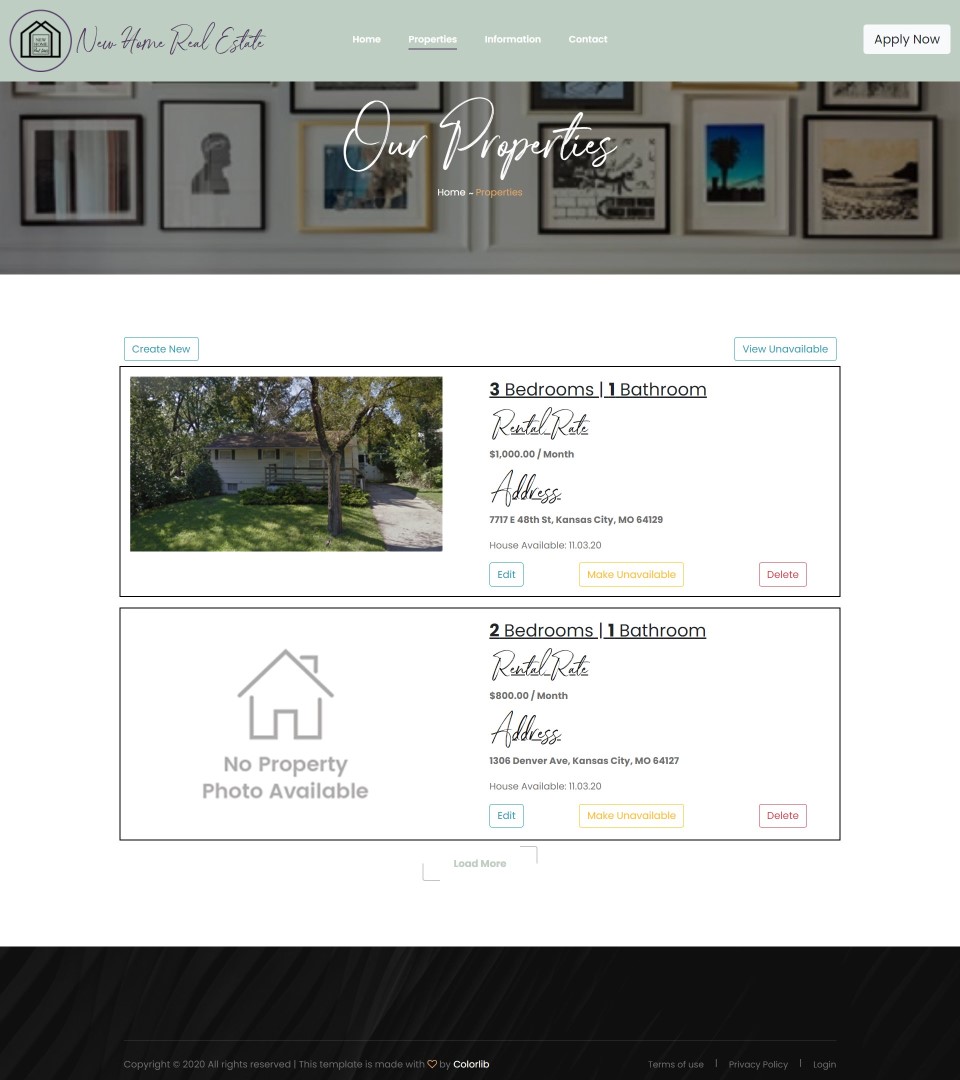 New Home Real Estate
Home Properties Information Contact
Apply Now
Our Properties
Home ~ Properties
Create New
View Unavailable
3 Bedrooms | 1 Bathroom
Rental Rate
$1,000.00 / Month
Address
7717 E 48th St, Kansas City, MO 64129
House Available: 11.03.20
Edit Make Unavailable Delete
No Property
Photo Available
2 Bedrooms | 1 Bathroom
Rental Rate
$800.00 / Month
Address
1306 Denver Ave, Kansas City, MO 64127
House Available: 11.03.20
Edit Make Unavailable Delete
Load More
Copyright © 2020 All rights reserved | This template is made with ♡ by Colorlib
Terms of use | Privacy Policy | Login